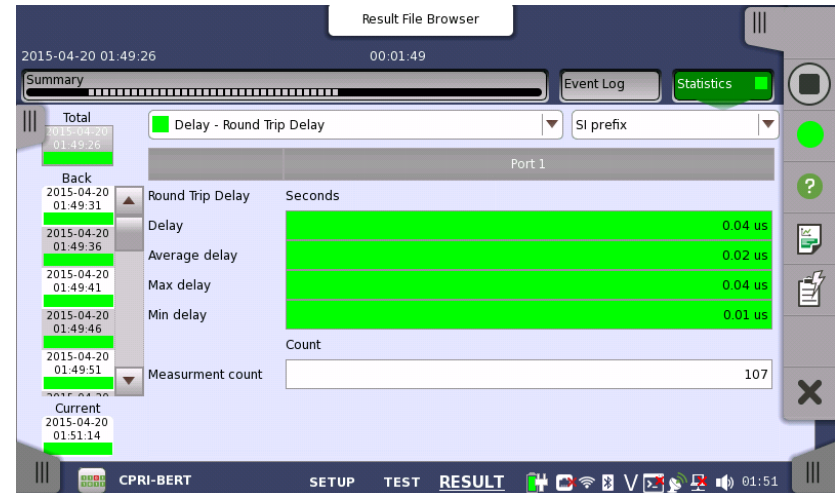 Result File Browser
2015-04-20 01:49:26 00:01:49
Summary Event Log Statistics
Total
2015-04-20
01:49:26
Delay - Round Trip Delay SI prefix
Port 1
Back
2015-04-20
01:49:31
2015-04-20
01:49:36
2015-04-20
01:49:41
2015-04-20
01:49:46
2015-04-20
01:49:51
Round Trip Delay Seconds
Delay 0.04 us
Average delay 0.02 us
Max delay 0.04 us
Min delay 0.01 us
Count
Measurment count 107
Current
2015-04-20
01:51:14
CPRI-BERT SETUP TEST RESULT 01:51